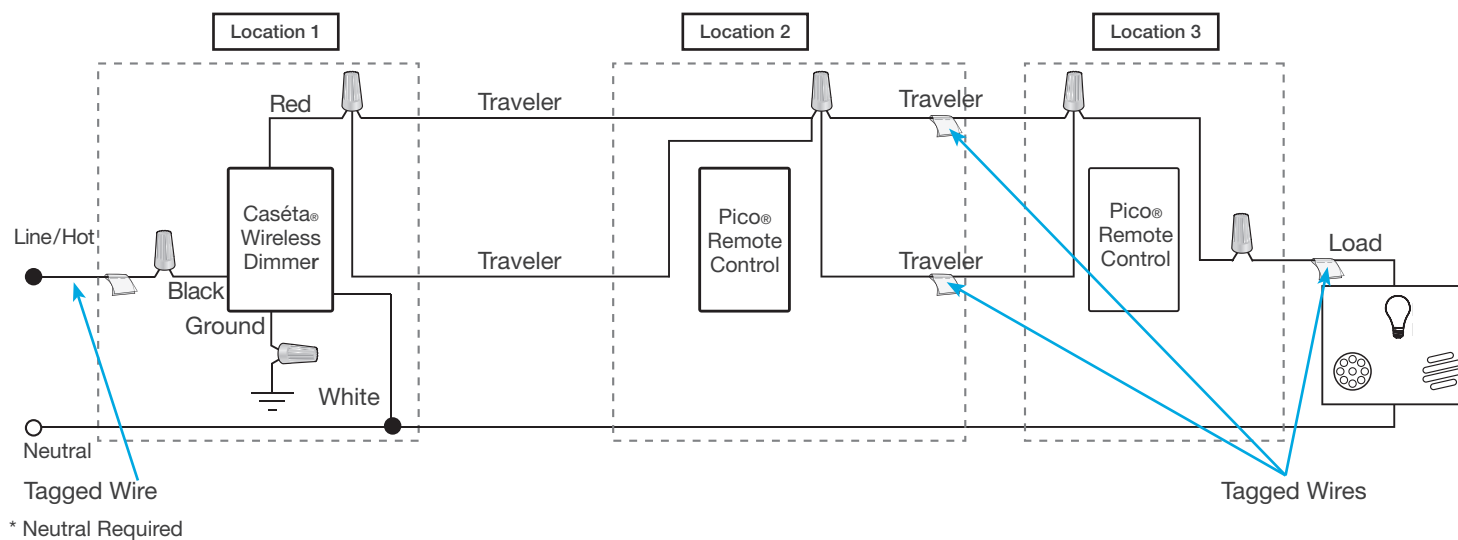 Location 1
Location 2
Location 3
Red
Traveler
Traveler
Line/Hot
Caséta®
Wireless
Dimmer
Pico®
Remote
Control
Pico®
Remote
Control
Black
Traveler
Traveler
Load
Ground
White
Neutral
Tagged Wire
Tagged Wires
* Neutral Required